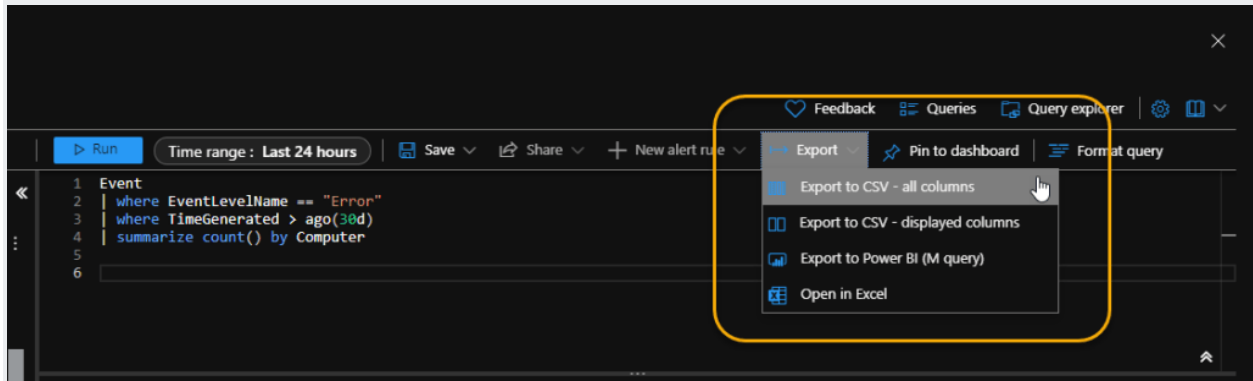 Feedback Queries Query explorer
Run Time range : Last 24 hours Save Share New alert rule Export Pin to dashboard Format query
1 Event
2 | where EventLevelName == "Error"
3 | where TimeGenerated > ago(30d)
4 | summarize count() by Computer
5
6
Export to CSV - all columns
Export to CSV - displayed columns
Export to Power BI (M query)
Open in Excel